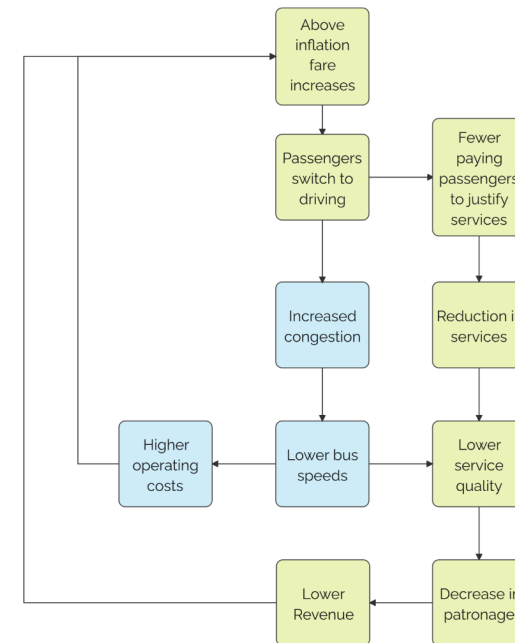 Above
inflation
fare
increases
Passengers
switch to
driving
Fewer
paying
passengers
to justify
services
Increased
congestion
Reduction i
services
Higher
operating
costs
Lower bus
speeds
Lower
service
quality
Lower
Revenue
Decrease in
patronage